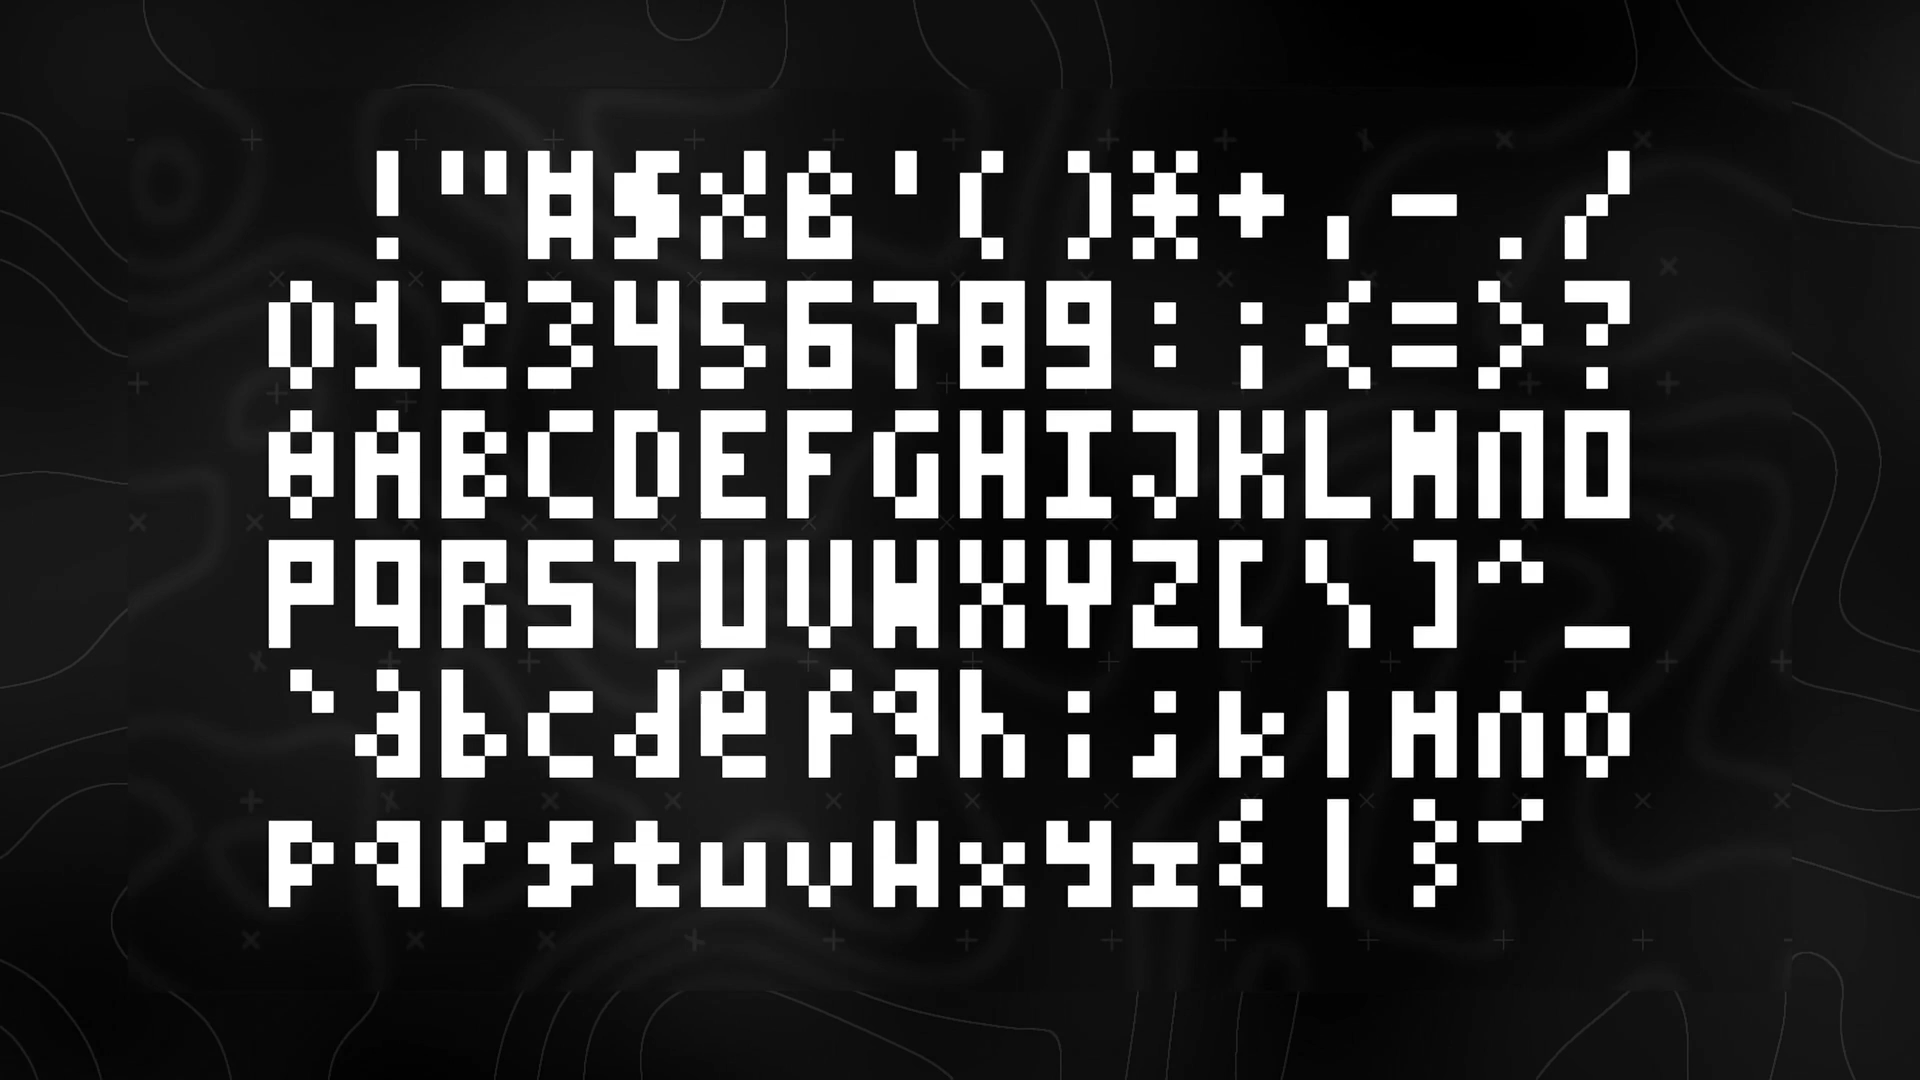 !"#$%&'()*+,-./
0123456789:;<=>?
@ABCDEFGHIJKLMNO
PQRSTUVWXYZ[\]^_
`abcdefghijklmno
pqrstuvwxyz{|}~